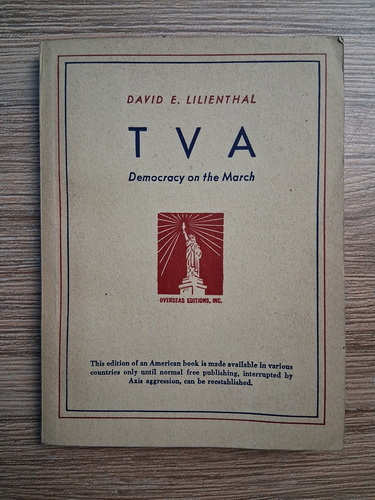 DAVID E. LILIENTHAL
TVA
Democracy on the March
OVERSEAS EDITIONS, INC.
This edition of an American book is made available in various
countries only until normal free publishing, interrupted by
Axis aggression, can be reestablished.